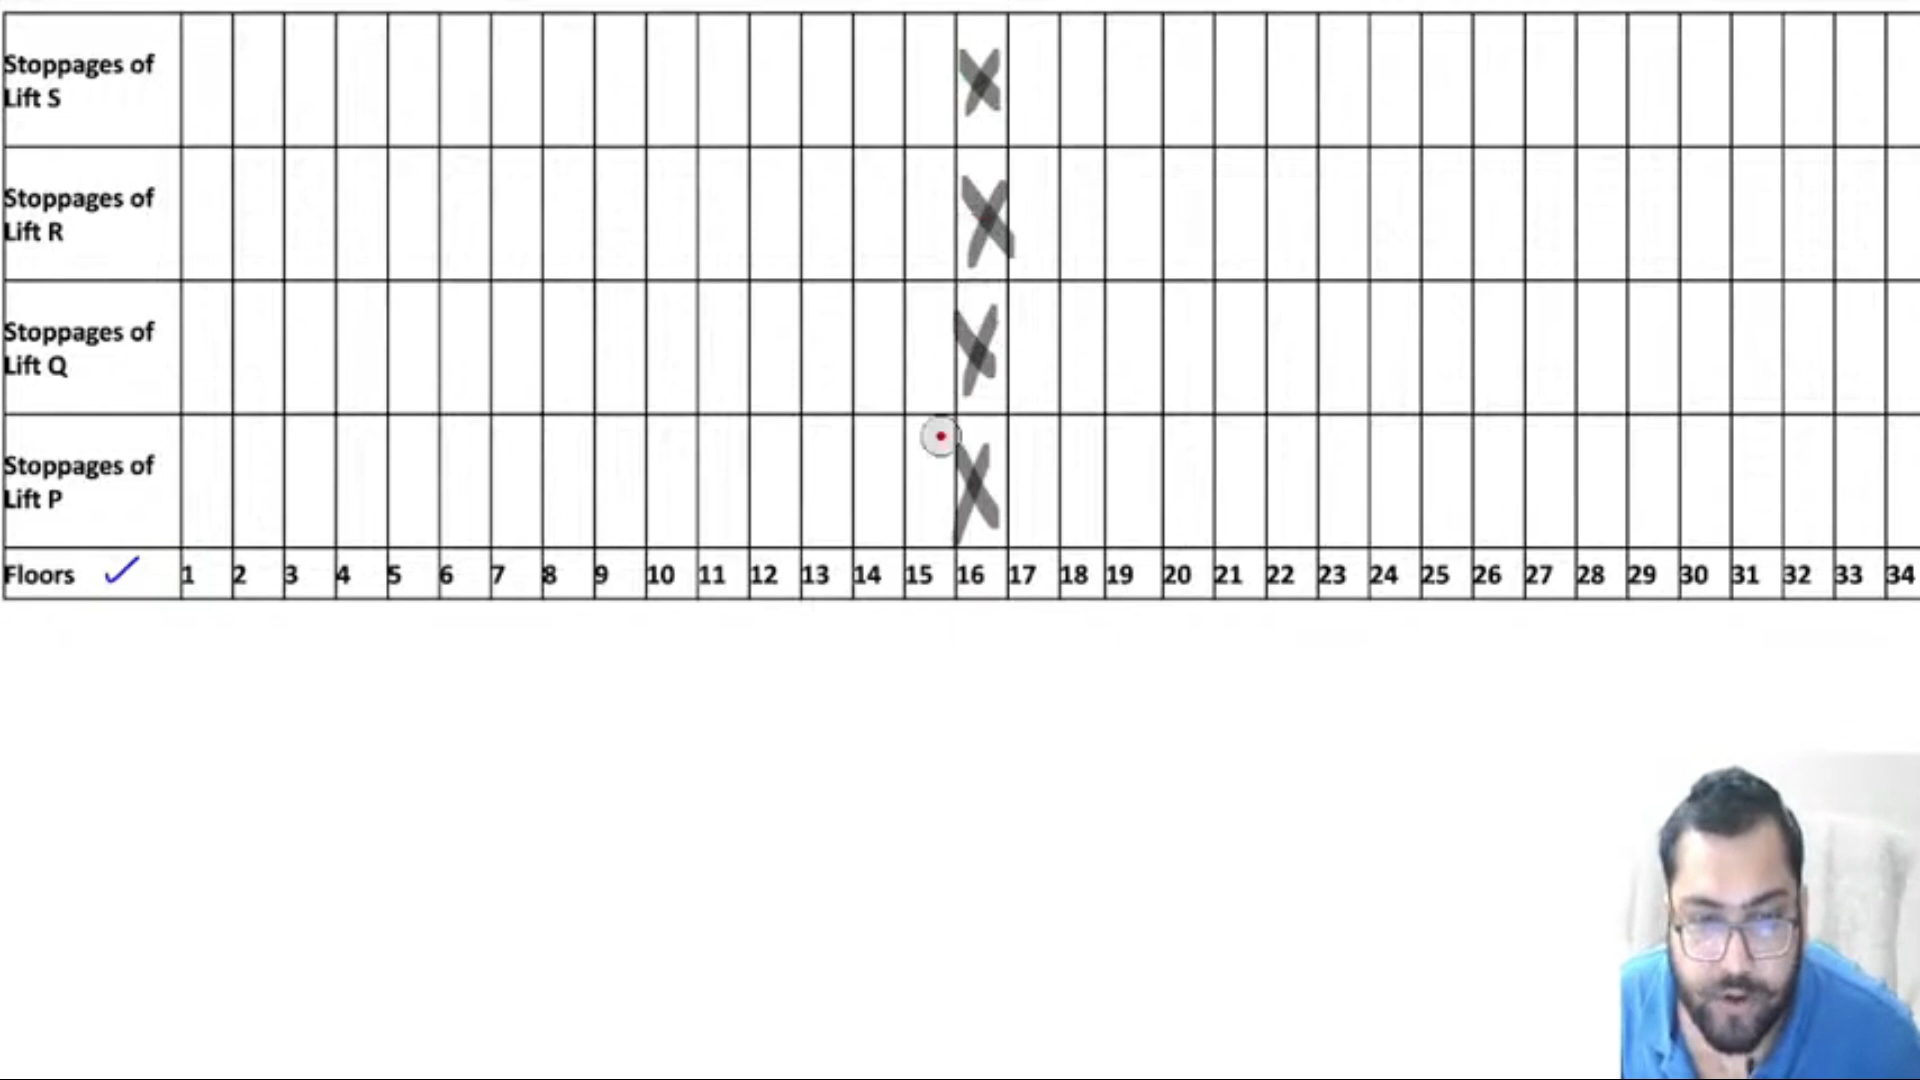 Stoppages of
Lift S
Stoppages of
Lift R
Stoppages of
Lift Q
Stoppages of
Lift P
Floors 1 2 3 4 5 6 7 8 9 10 11 12 13 14 15 16 17 18 19 20 21 22 23 24 25 26 27 28 29 30 31 32 33 34